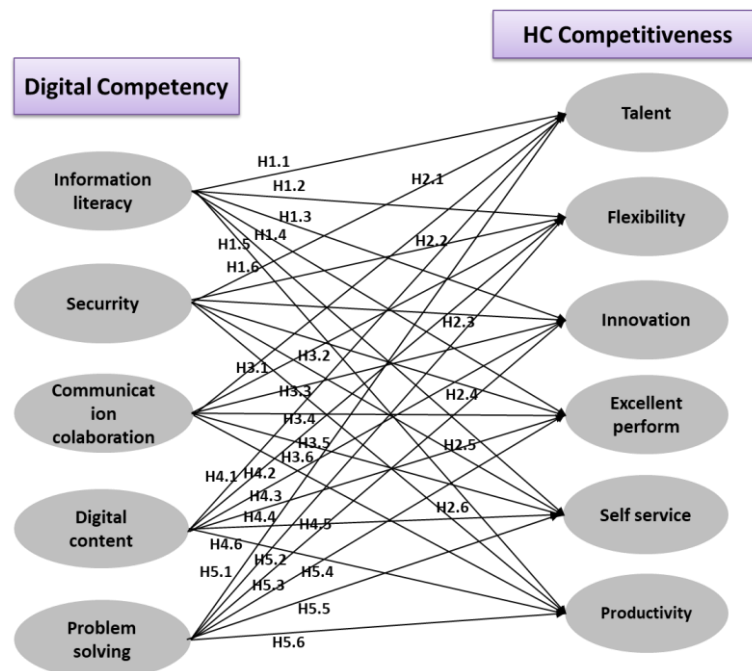 HC Competitiveness
Digital Competency
Talent
Information
literacy
Flexibility
Securrity
Innovation
Communicat
ion colaboration
Excellent
perform
Digital
content
Self service
Problem
solving
Productivity
H1.1
H1.2
H1.3
H1.4
H1.5
H1.6
H2.1
H2.2
H2.3
H2.4
H2.5
H2.6
H3.1
H3.2
H3.3
H3.4
H3.5
H3.6
H4.1
H4.2
H4.3
H4.4
H4.5
H4.6
H5.1
H5.2
H5.3
H5.4
H5.5
H5.6